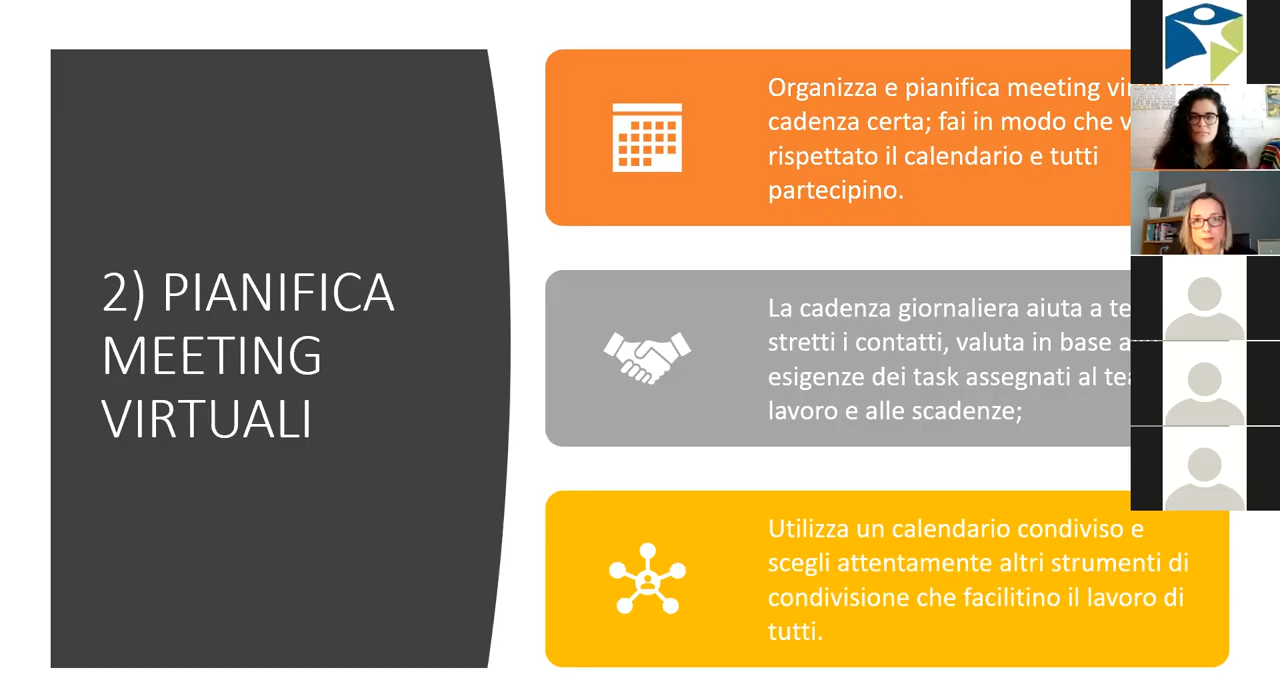 2) PIANIFICA
MEETING
VIRTUALI
Organizza e pianifica meeting
cadenza certa; fai in modo che
rispettato il calendario e tutti
partecipino.
La cadenza giornaliera aiuta a
stretti i contatti, valuta in base
esigenze dei task assegnati al
lavoro e alle scadenze;
Utilizza un calendario condiviso e
scegli attentamente altri strumenti di
condivisione che facilitino il lavoro di
tutti.